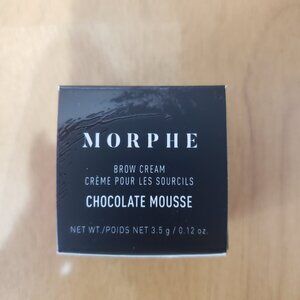 MORPHE
BROW CREAM
CRÈME POUR LES SOURCILS
CHOCOLATE MOUSSE
NET WT./POIDS NET 3.5 g / 0.12 oz.